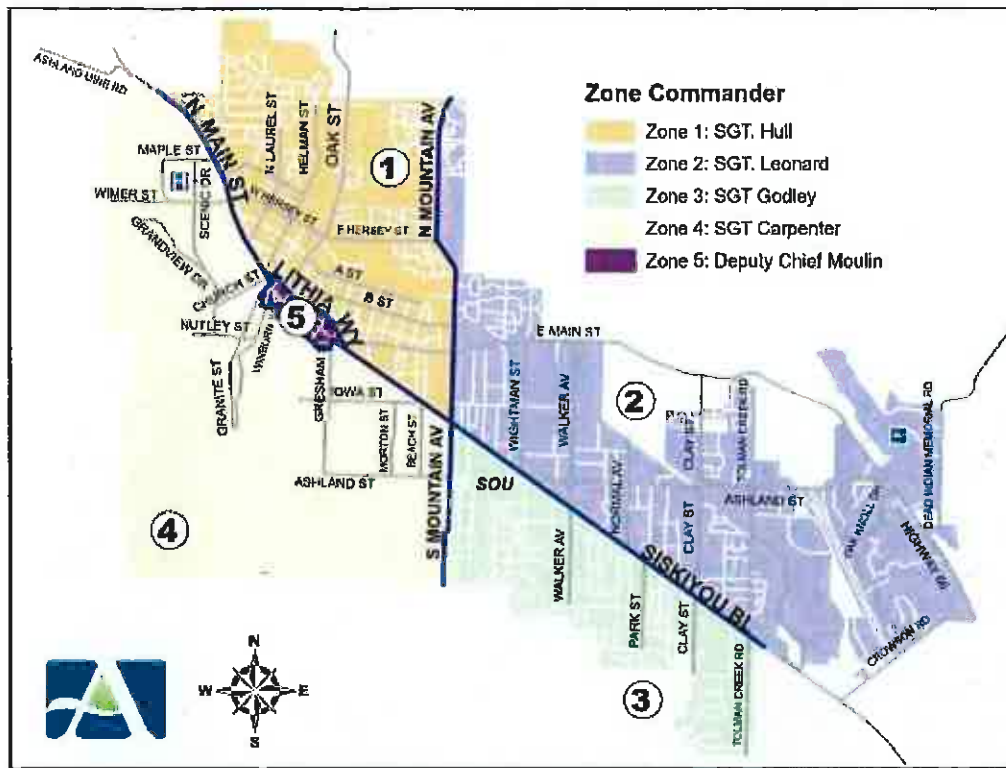 ASHLAND MINE RD
N MAIN ST
MAPLE ST
WIMER ST
SCENIC DR
GRANDVIEW DR
CHURCH ST
NUTLEY ST
WINBURN
GRANITE ST
N LAUREL ST
HELMAN ST
OAK ST
1
N MOUNTAIN AV
W HERSEY ST
E HERSEY ST
A ST
B ST
LITHIA WY
5
GRESHAM
IOWA ST
MORTON ST
BEACH ST
ASHLAND ST
S MOUNTAIN AV
4
Zone Commander
Zone 1: SGT. Hull
Zone 2: SGT. Leonard
Zone 3: SGT Godley
Zone 4: SGT Carpenter
Zone 5: Deputy Chief Moulin
E MAIN ST
2
WIGHTMAN ST
WALKER AV
CLAY ST
TOLMAN CREEK RD
DEAD INDIAN MEMORIAL RD
SOU
NORMAL AV
CLAY ST
ASHLAND ST
OAK KNOLL DR
HIGHWAY 66
CROWSON RD
SISKIYOU BL
WALKER AV
PARK ST
CLAY ST
TOLMAN CREEK RD
3
N
W E
S